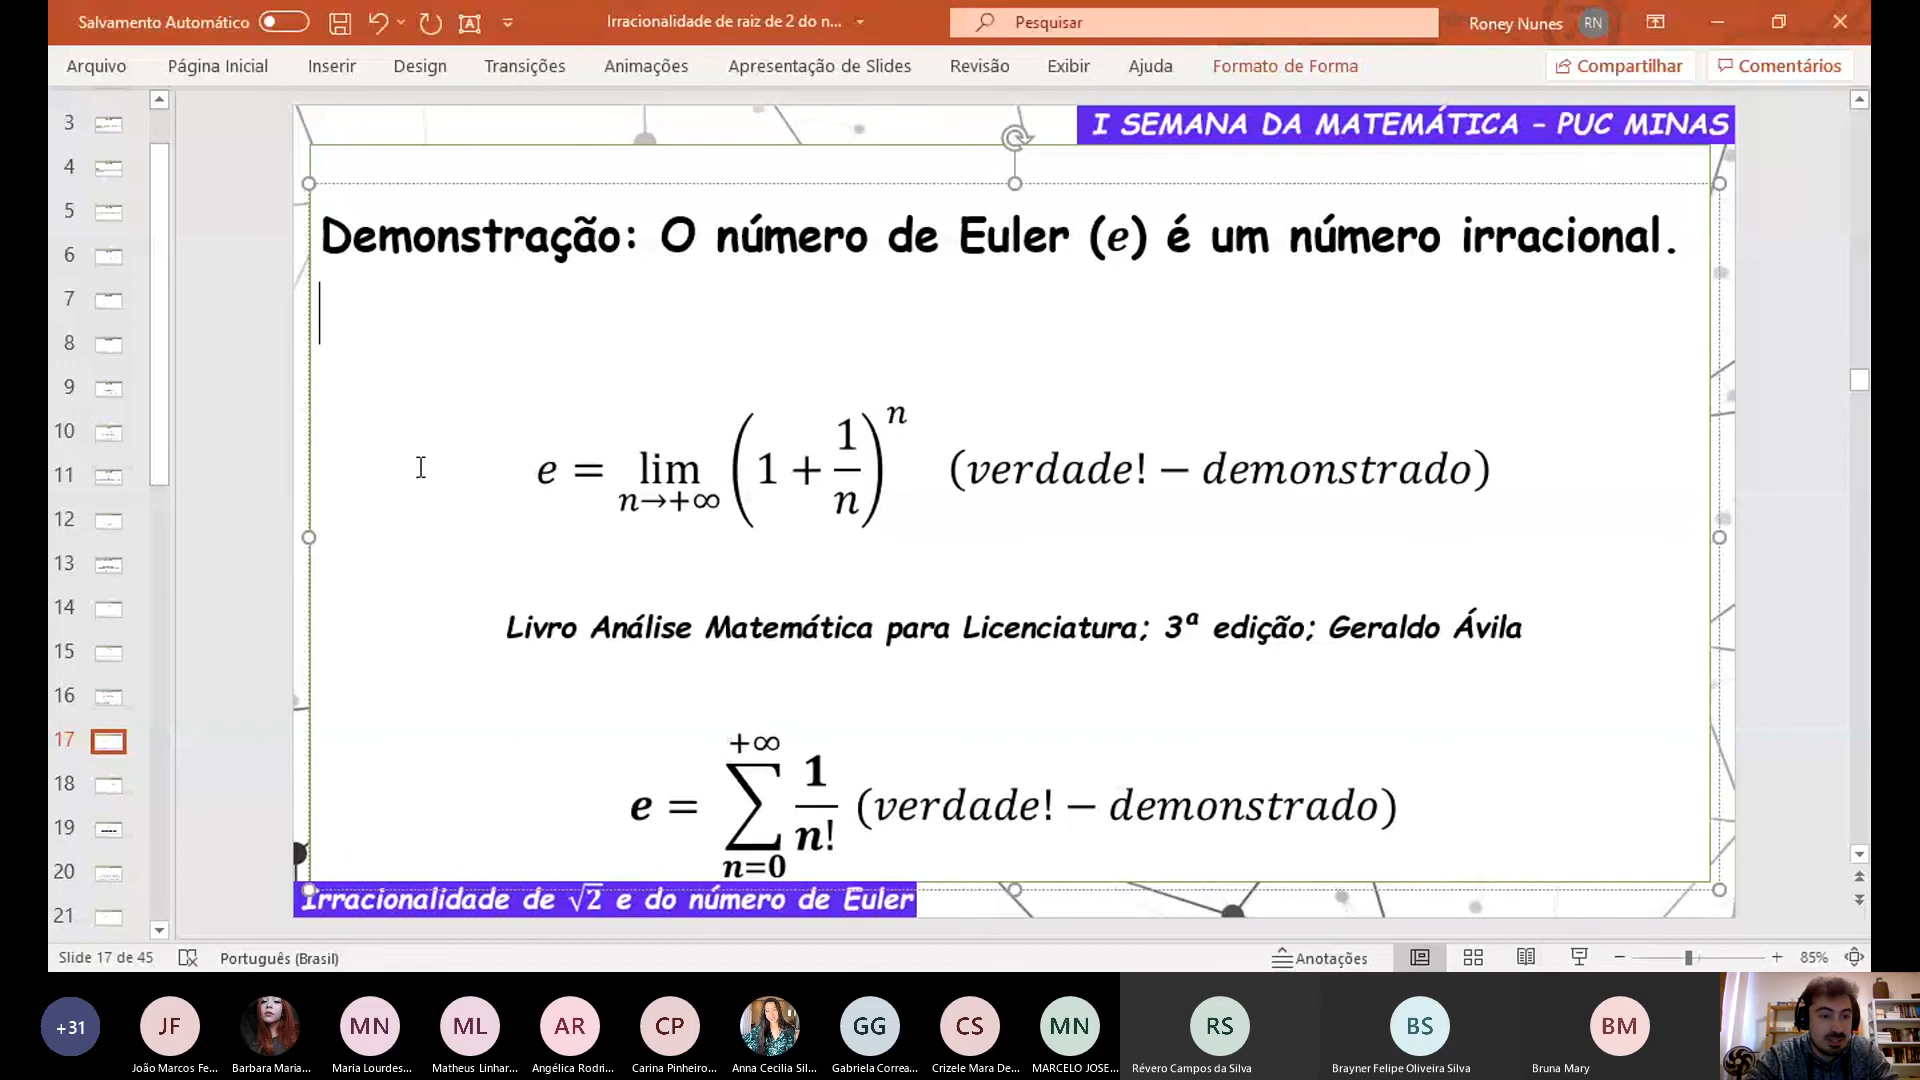 Salvamento Automático
Irracionalidade de raiz de 2 do n...
Pesquisar
Roney Nunes RN
Arquivo Página Inicial Inserir Design Transições Animações Apresentação de Slides Revisão Exibir Ajuda Formato de Forma Compartilhar Comentários
3
4
5
6
7
8
9
10
11
12
13
14
15
16
17
18
19
20
21
I SEMANA DA MATEMÁTICA – PUC MINAS
Demonstração: O número de Euler (e) é um número irracional.
e = lim n→+∞ (1 + 1/n)^n (verdade! − demonstrado)
Livro Análise Matemática para Licenciatura; 3ª edição; Geraldo Ávila
e = ∑ n=0 +∞ 1/n! (verdade! − demonstrado)
Irracionalidade de √2 e do número de Euler
Slide 17 de 45 Português (Brasil) Anotações 85%
+31 JF MN ML AR CP GG CS MN RS BS BM
João Marcos Fe... Barbara Maria... Maria Lourdes... Matheus Linhar... Angélica Rodri... Carina Pinheiro... Anna Cecilia Sil... Gabriela Correa... Crizele Mara De... MARCELO JOSE... Révero Campos da Silva Brayner Felipe Oliveira Silva Bruna Mary